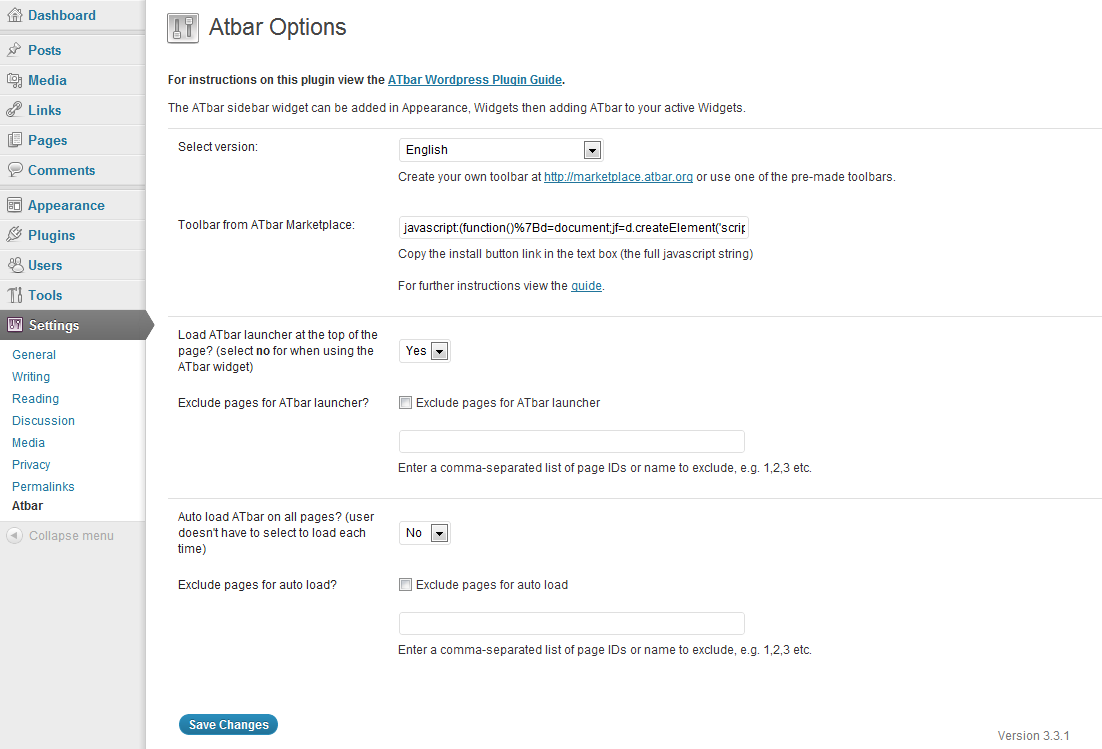 Dashboard
Posts
Media
Links
Pages
Comments
Appearance
Plugins
Users
Tools
Settings
General
Writing
Reading
Discussion
Media
Privacy
Permalinks
Atbar
Collapse menu
Atbar Options
For instructions on this plugin view the ATbar Wordpress Plugin Guide.
The ATbar sidebar widget can be added in Appearance, Widgets then adding ATbar to your active Widgets.
Select version:
English
Create your own toolbar at http://marketplace.atbar.org or use one of the pre-made toolbars.
Toolbar from ATbar Marketplace:
javascript:(function()%7Bd=document;jf=d.createElement('scrip
Copy the install button link in the text box (the full javascript string)
For further instructions view the guide.
Load ATbar launcher at the top of the
page? (select no for when using the
ATbar widget)
Yes
Exclude pages for ATbar launcher?
Exclude pages for ATbar launcher
Enter a comma-separated list of page IDs or name to exclude, e.g. 1,2,3 etc.
Auto load ATbar on all pages? (user
doesn't have to select to load each
time)
No
Exclude pages for auto load?
Exclude pages for auto load
Enter a comma-separated list of page IDs or name to exclude, e.g. 1,2,3 etc.
Save Changes
Version 3.3.1